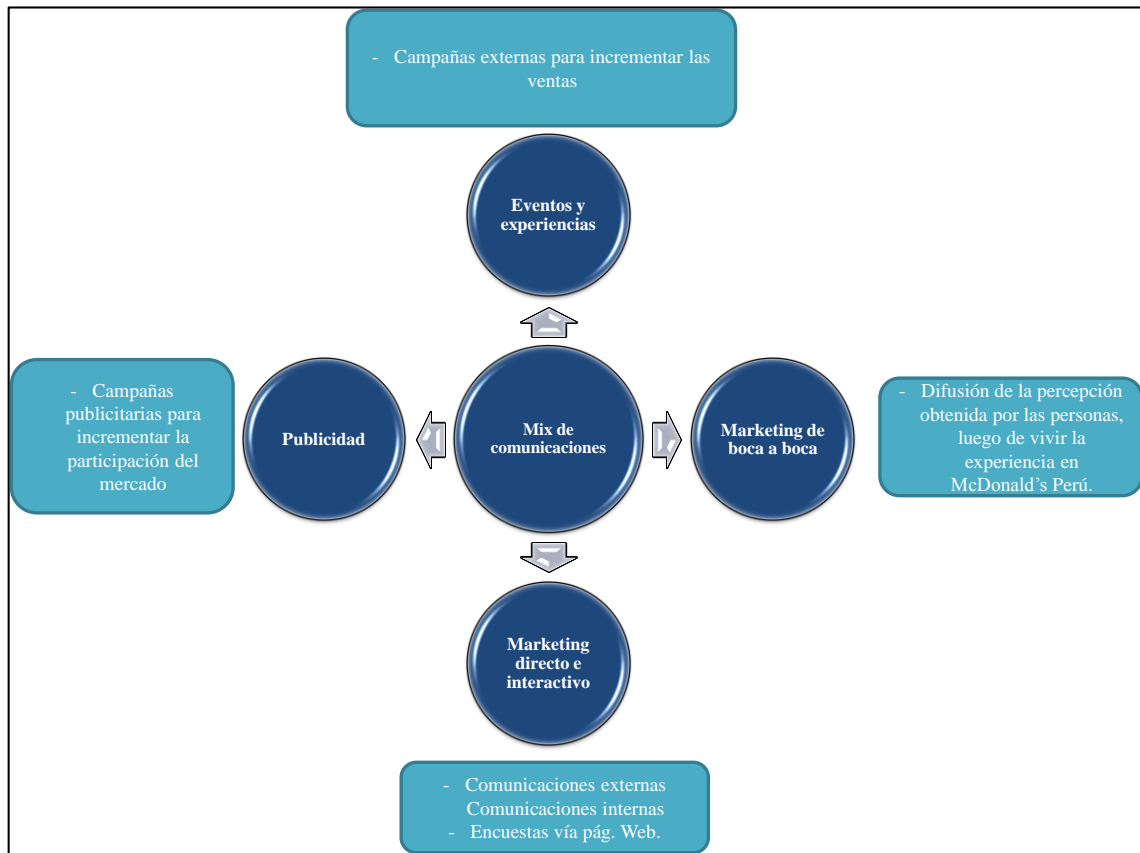 - Campañas externas para incrementar las
ventas
Eventos y
experiencias
- Campañas
publicitarias para
incrementar la
participación del
mercado
Publicidad
Mix de
comunicaciones
Marketing de
boca a boca
- Difusión de la percepción
obtenida por las personas,
luego de vivir la
experiencia en
McDonald’s Perú.
Marketing
directo e
interactivo
- Comunicaciones externas
Comunicaciones internas
- Encuestas vía pág. Web.